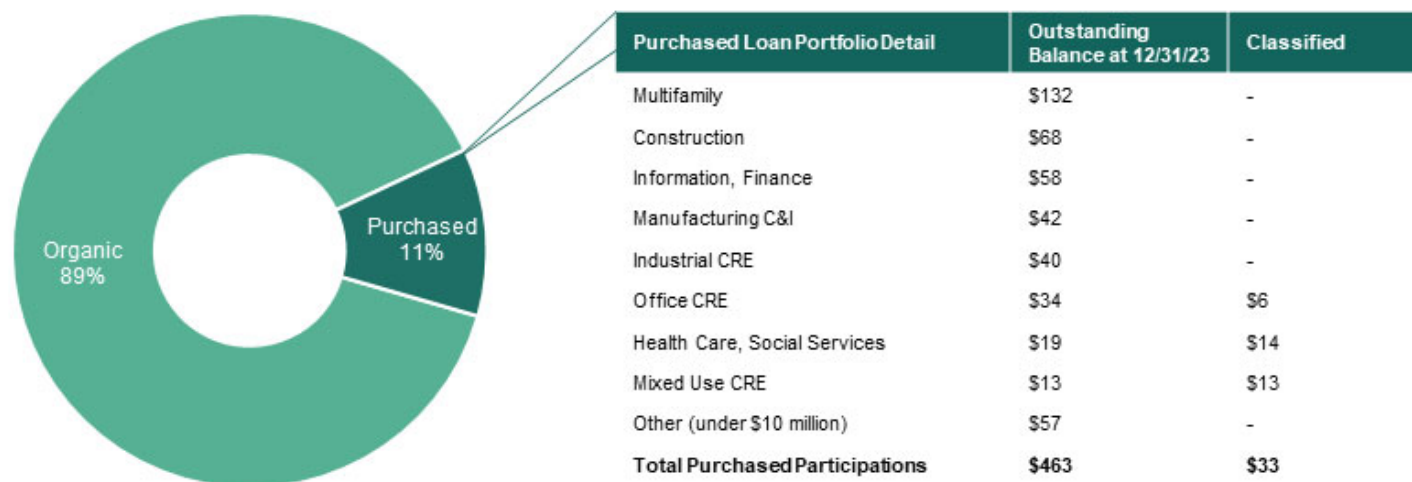 Organic
89%
Purchased
11%
Purchased Loan Portfolio Detail Outstanding Balance at 12/31/23 Classified
Multifamily $132 -
Construction $68 -
Information, Finance $58 -
Manufacturing C&I $42 -
Industrial CRE $40 -
Office CRE $34 $6
Health Care, Social Services $19 $14
Mixed Use CRE $13 $13
Other (under $10 million) $57 -
Total Purchased Participations $463 $33